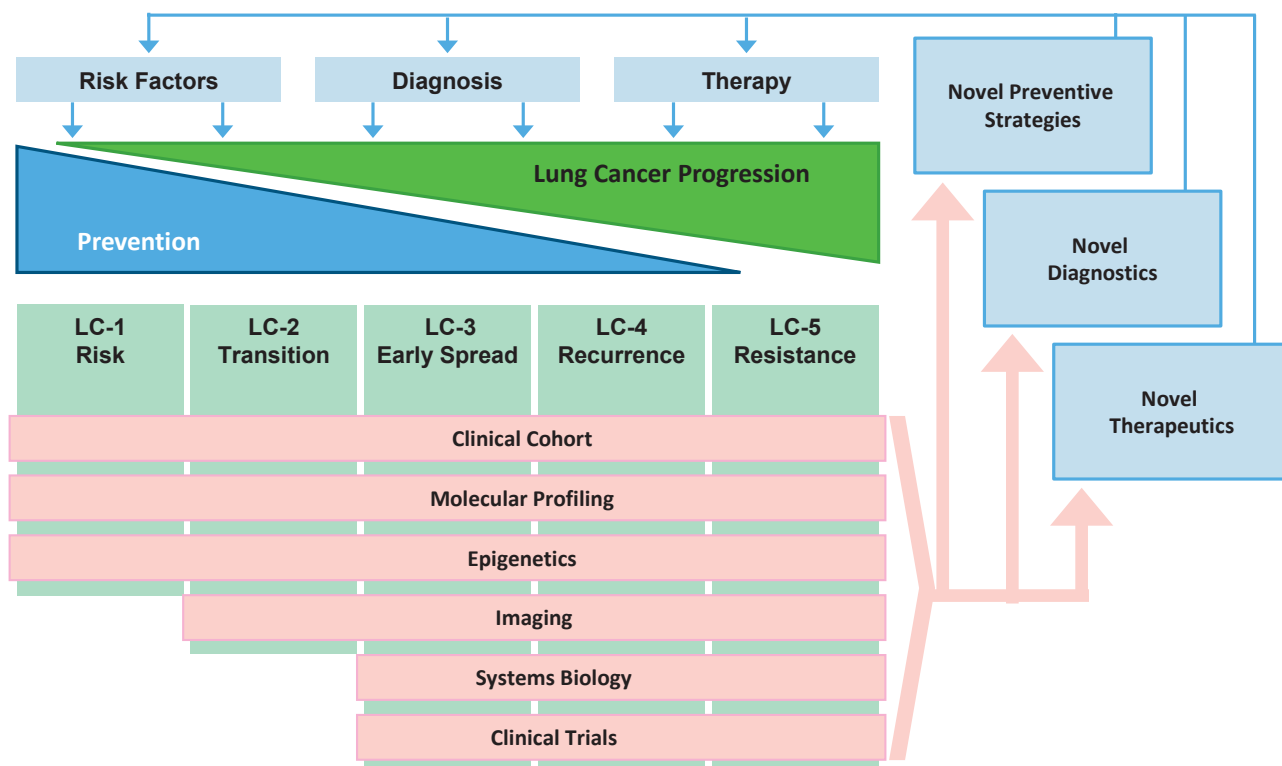 Risk Factors
Diagnosis
Therapy
Novel Preventive
Strategies
Lung Cancer Progression
Prevention
Novel
Diagnostics
LC-1
Risk
LC-2
Transition
LC-3
Early Spread
LC-4
Recurrence
LC-5
Resistance
Novel
Therapeutics
Clinical Cohort
Molecular Profiling
Epigenetics
Imaging
Systems Biology
Clinical Trials